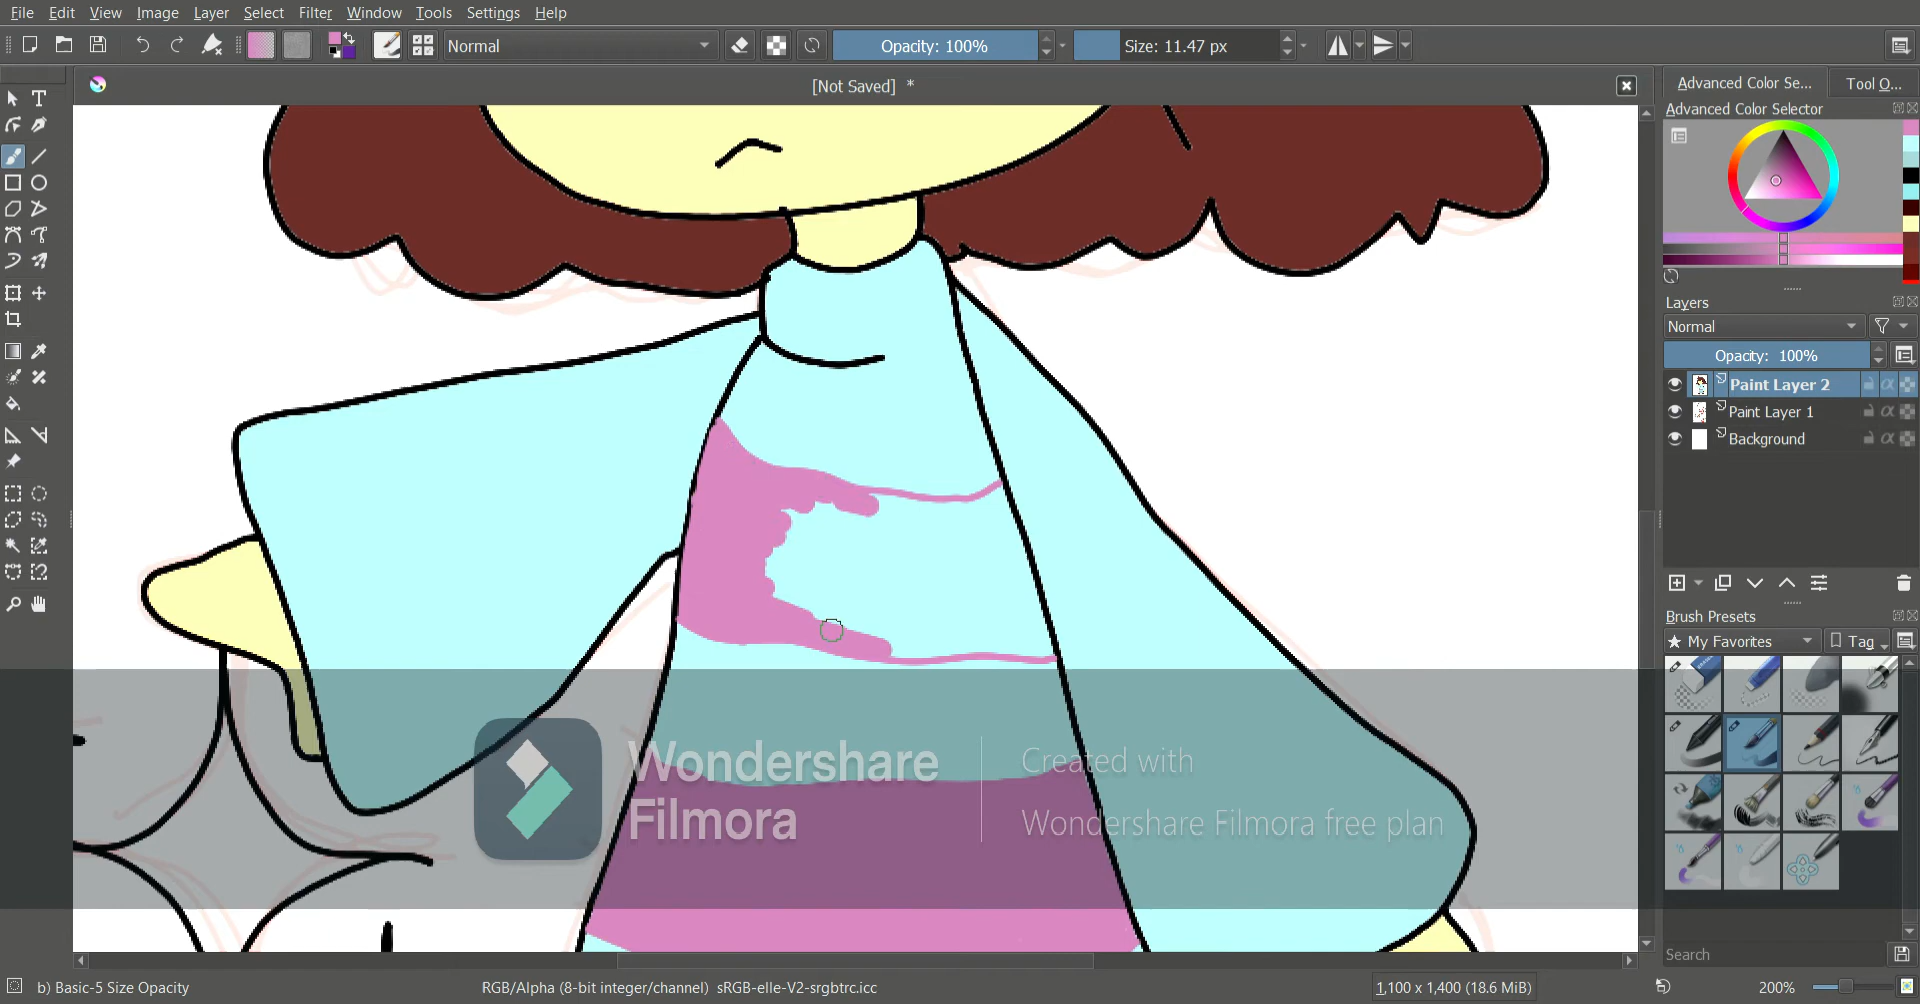 File Edit View Image Layer Select Filter Window Tools Settings Help
Normal Opacity: 100% Size: 11.47 px
[Not Saved] *
Advanced Color Se... Tool O...
Advanced Color Selector
Layers
Normal
Opacity: 100%
Paint Layer 2
Paint Layer 1
Background
Brush Presets
My Favorites Tag
Wondershare
Filmora
Created with
Wondershare Filmora free plan
Search
b) Basic-5 Size Opacity RGB/Alpha (8-bit integer/channel) sRGB-elle-V2-srgbtrc.icc 1,100 x 1,400 (18.6 MiB) 200%